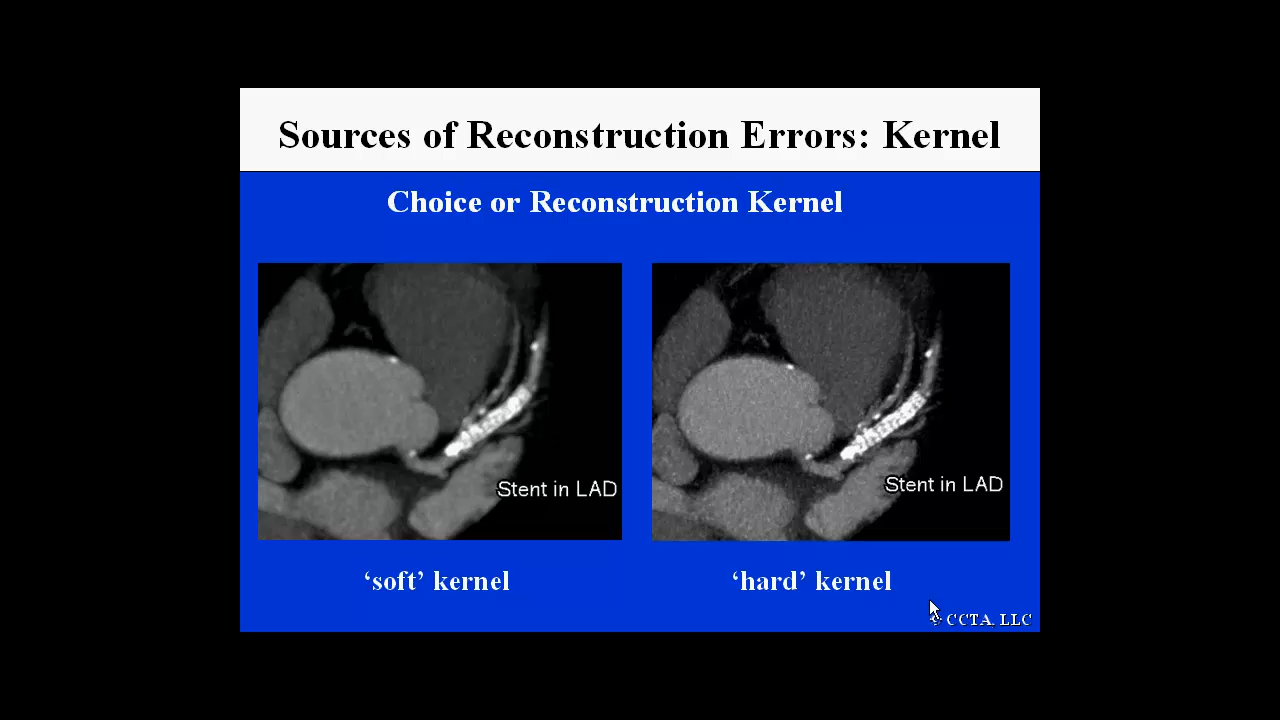 Sources of Reconstruction Errors: Kernel
Choice or Reconstruction Kernel
Stent in LAD
Stent in LAD
‘soft’ kernel
‘hard’ kernel
© CCTA, LLC